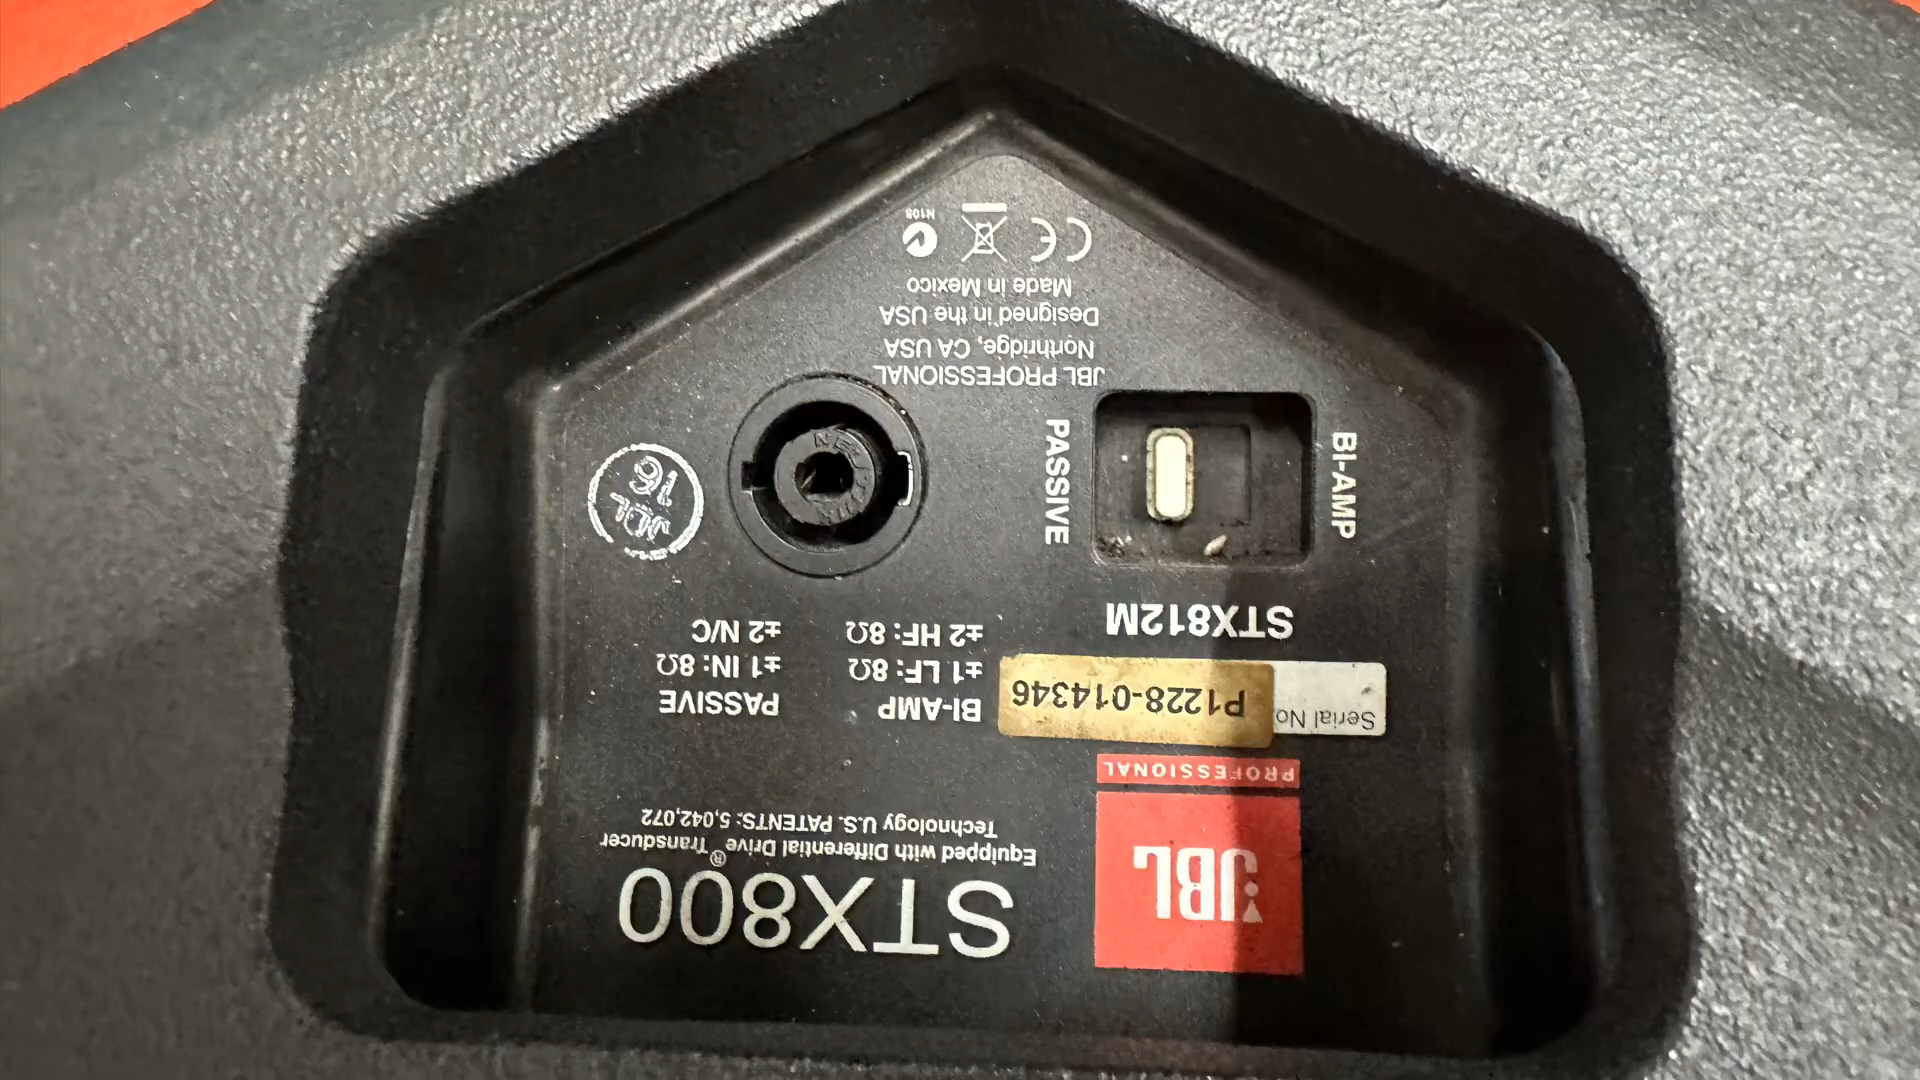 JBL
PROFESSIONAL
STX800
Equipped with Differential Drive® Transducer
Technology U.S. PATENTS: 5,042,072
Serial No
P1228-014346
STX812M
BI-AMP
±1 LF: 8Ω
±2 HF: 8Ω
PASSIVE
±1 IN: 8Ω
±2 N/C
BI-AMP
PASSIVE
JBL PROFESSIONAL
Northridge, CA USA
Designed in the USA
Made in Mexico
CE
N108